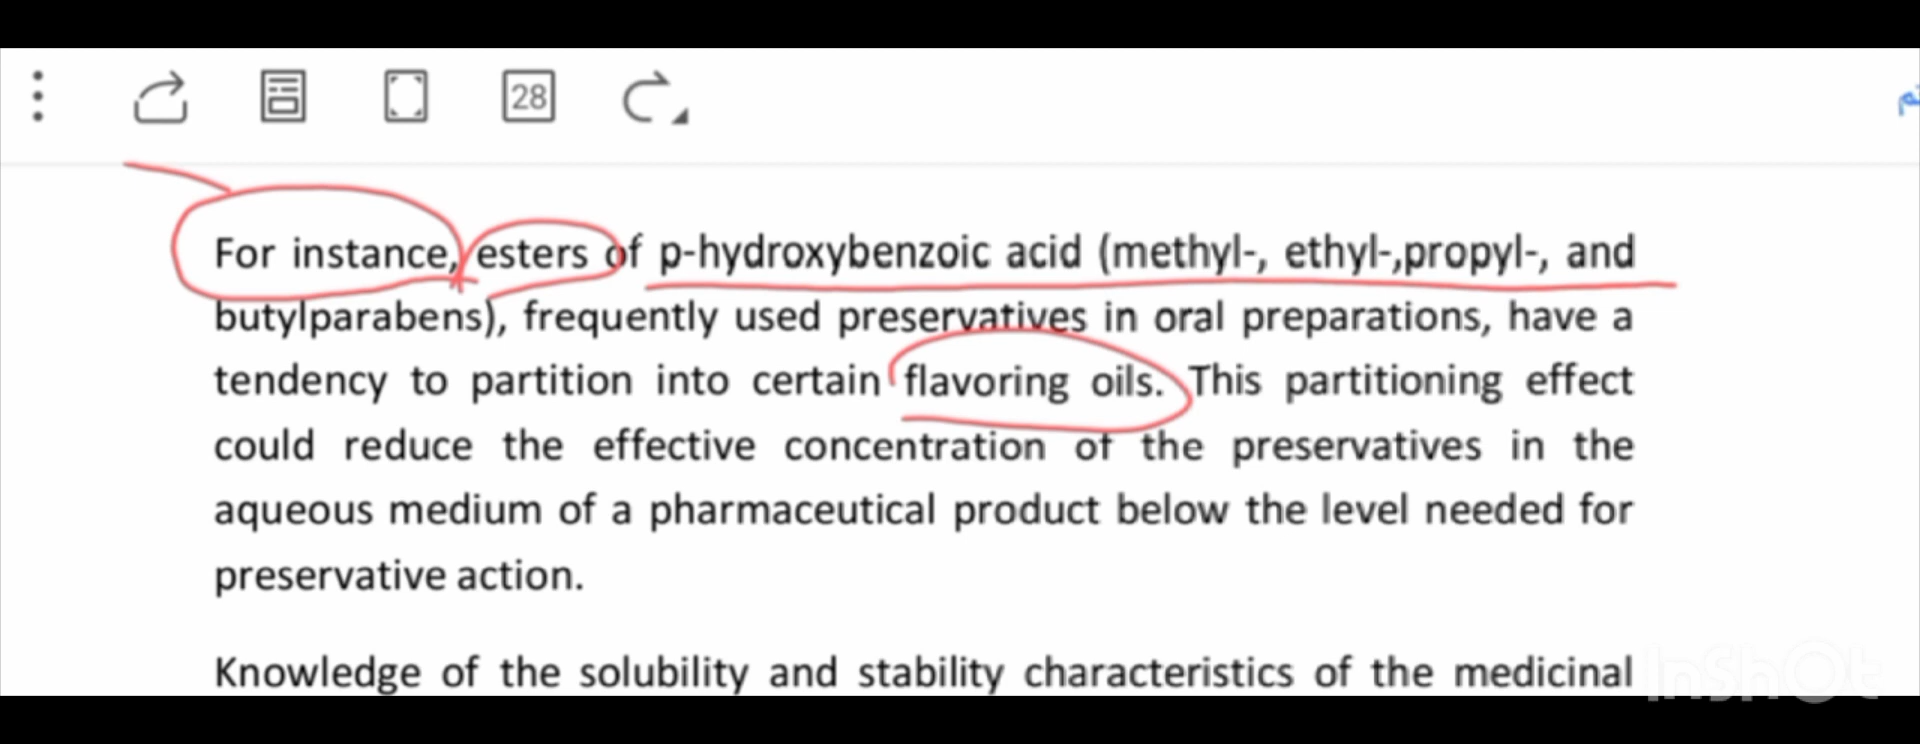 28
تم
For instance, esters of p-hydroxybenzoic acid (methyl-, ethyl-,propyl-, and
butylparabens), frequently used preservatives in oral preparations, have a
tendency to partition into certain flavoring oils. This partitioning effect
could reduce the effective concentration of the preservatives in the
aqueous medium of a pharmaceutical product below the level needed for
preservative action.
Knowledge of the solubility and stability characteristics of the medicinal
InShOt